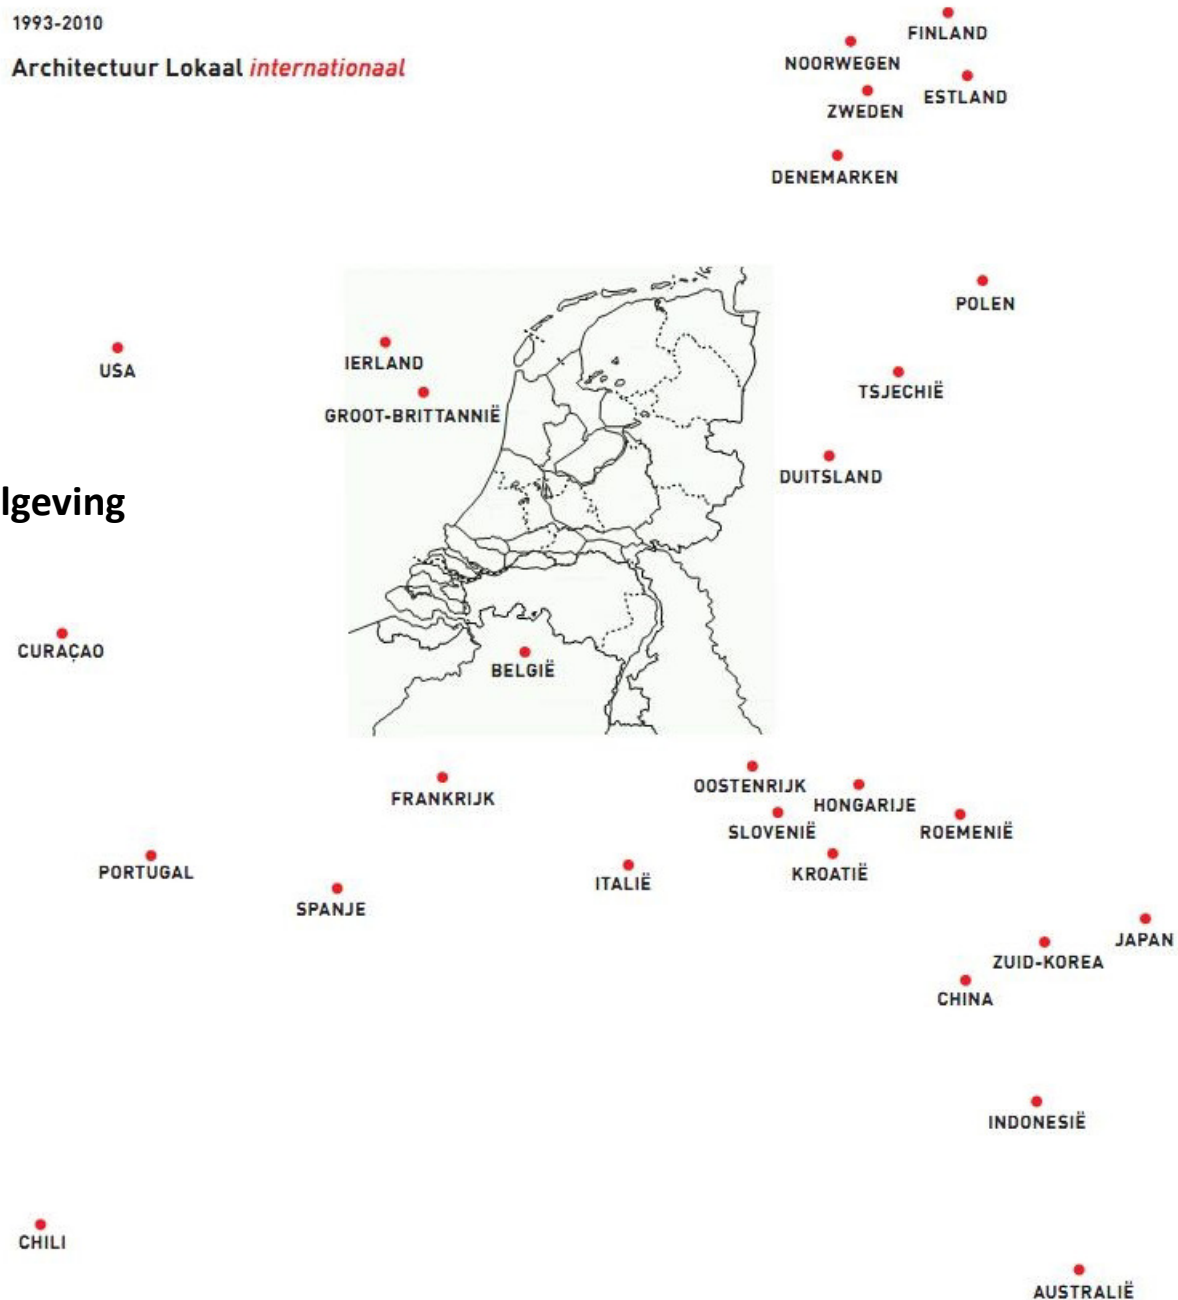 1993-2010
Architectuur Lokaal internationaal
FINLAND
NOORWEGEN
ESTLAND
ZWEDEN
DENEMARKEN
POLEN
IERLAND
USA
TSJECHIË
GROOT-BRITTANNIË
DUITSLAND
lgeving
CURAÇAO
BELGIË
OOSTENRIJK
FRANKRIJK
HONGARIJE
SLOVENIË
ROEMENIË
PORTUGAL
KROATIË
ITALIË
SPANJE
JAPAN
ZUID-KOREA
CHINA
INDONESIË
CHILI
AUSTRALIË